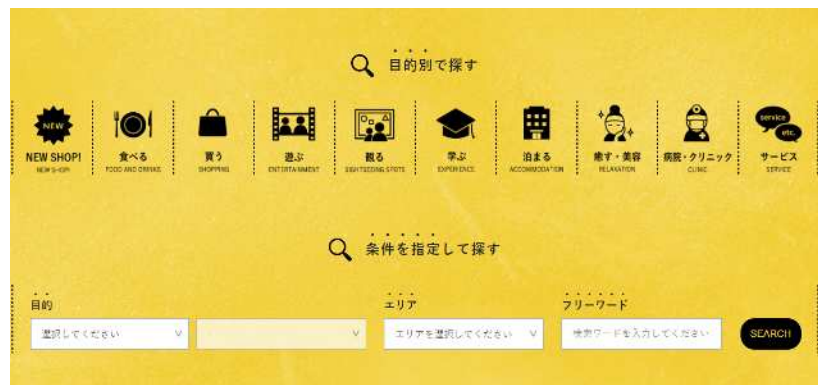 目的別で探す
NEW
NEW SHOP!
NEW SHOP!
食べる
FOOD AND DRINKS
買う
SHOPPING
遊ぶ
ENTERTAINMENT
観る
SIGHTSEEING SPOTS
学ぶ
EXPERIENCE
泊まる
ACCOMMODATION
癒す・美容
RELAXATION
病院・クリニック
CLINIC
service
etc.
サービス
SERVICE
条件を指定して探す
目的
選択してください
エリア
エリアを選択してください
フリーワード
検索ワードを入力してください
SEARCH